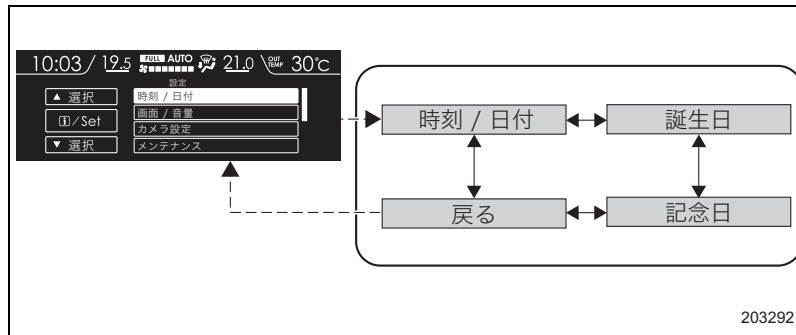 10:03 / 19.5 FULL AUTO 21.0 OUT TEMP 30℃
設定
▲ 選択
時刻 / 日付
i/Set
画面 / 音量
カメラ設定
▼ 選択
メンテナンス
時刻 / 日付
誕生日
戻る
記念日
203292